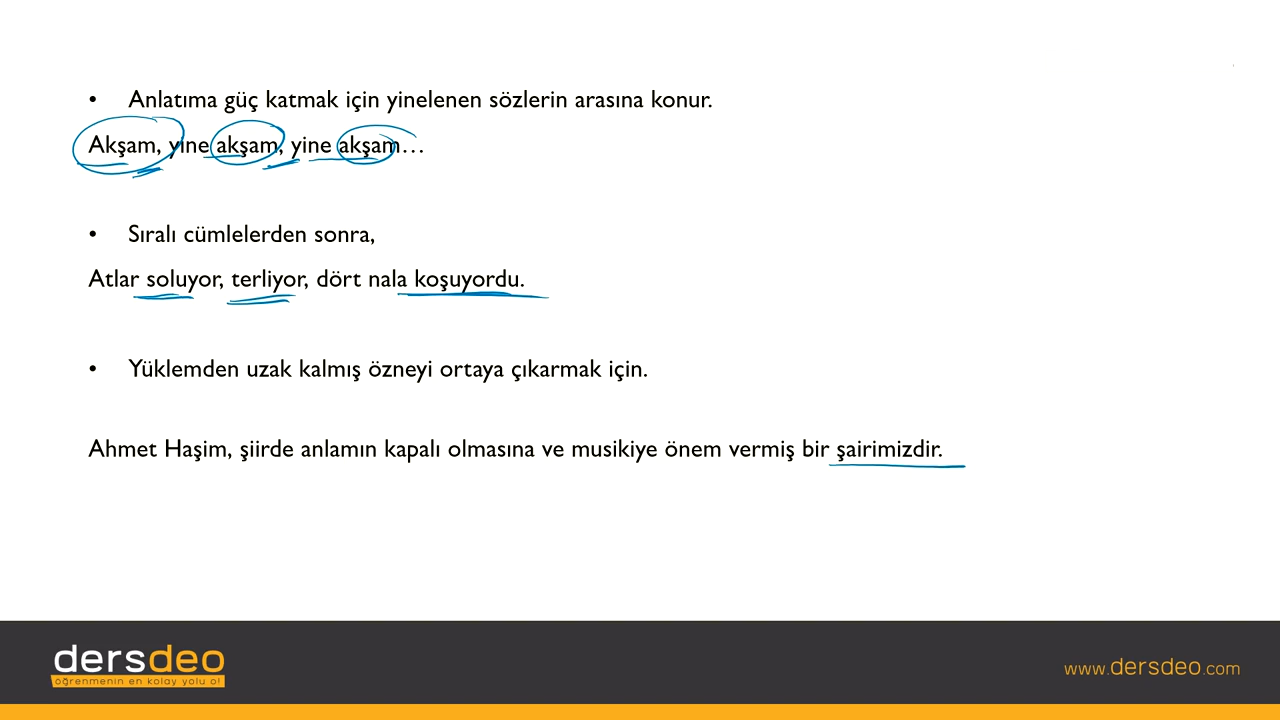 • Anlatıma güç katmak için yinelenen sözlerin arasına konur.
Akşam, yine akşam, yine akşam…
• Sıralı cümlelerden sonra,
Atlar soluyor, terliyor, dört nala koşuyordu.
• Yüklemden uzak kalmış özneyi ortaya çıkarmak için.
Ahmet Haşim, şiirde anlamın kapalı olmasına ve musikiye önem vermiş bir şairimizdir.
dersdeo
öğrenmenin en kolay yolu o!
www.dersdeo.com